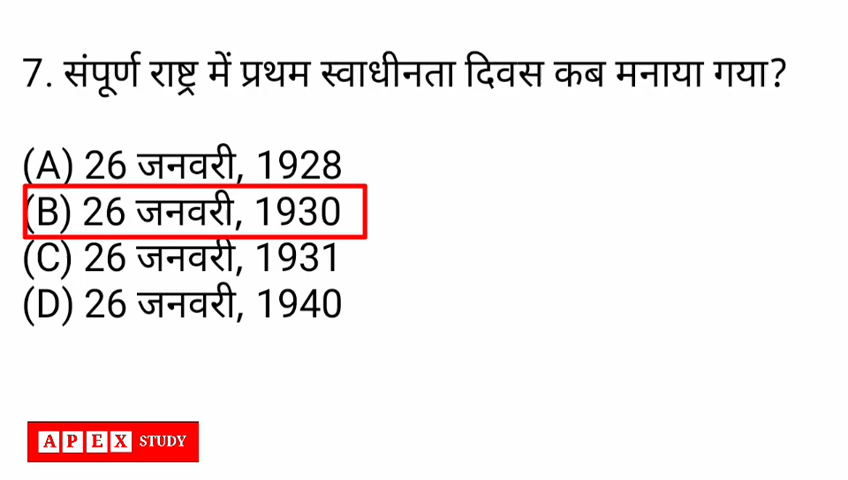 7. संपूर्ण राष्ट्र में प्रथम स्वाधीनता दिवस कब मनाया गया?
(A) 26 जनवरी, 1928
(B) 26 जनवरी, 1930
(C) 26 जनवरी, 1931
(D) 26 जनवरी, 1940
APEX STUDY